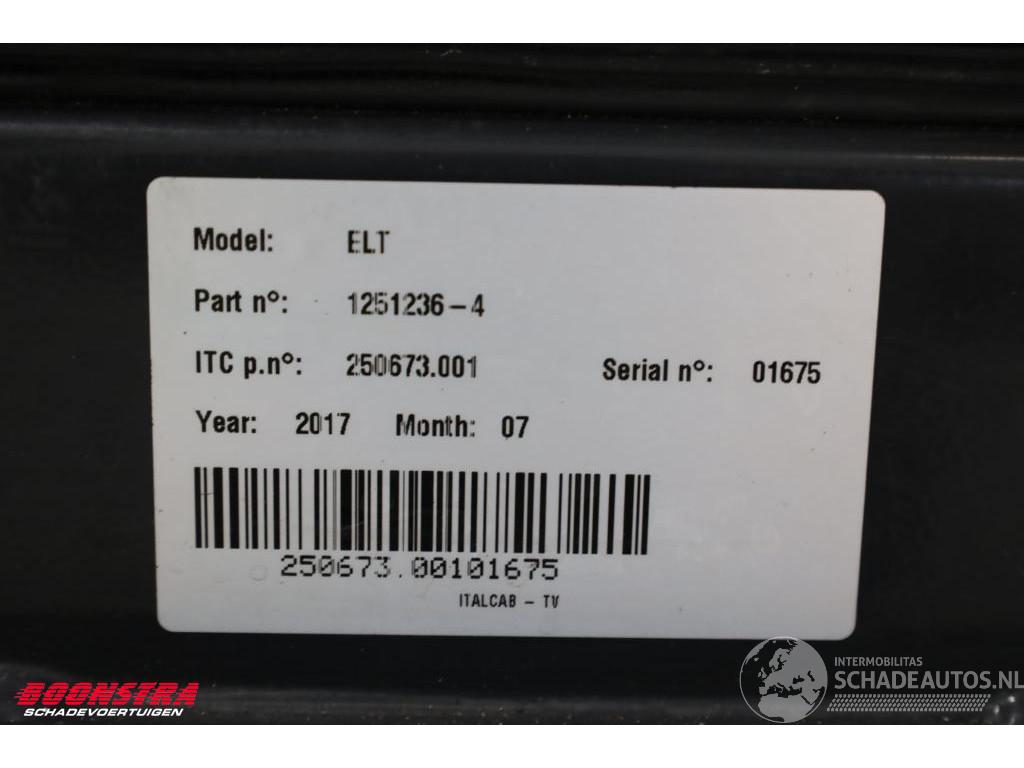 Model: ELT
Part n°: 1251236-4
ITC p.n°: 250673.001 Serial n°: 01675
Year: 2017 Month: 07
250673.00101675
ITALCAB - TV
BOONSTRA
SCHADEVOERTUIGEN
INTERMOBILITAS
SCHADEAUTOS.NL